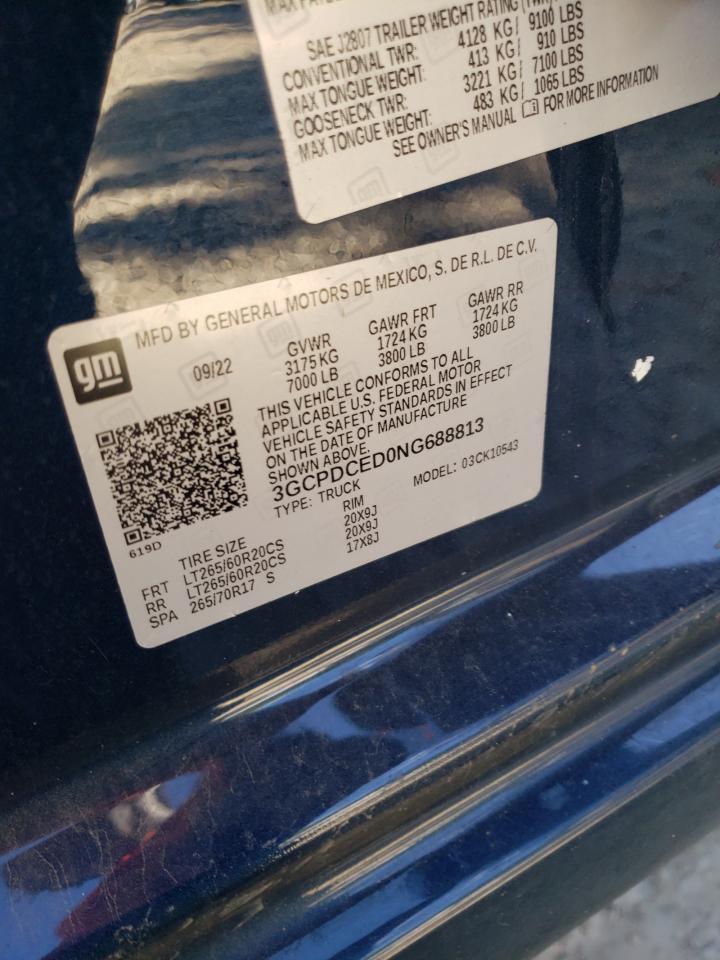 SAE J2807 TRAILER WEIGHT RATING (TWR)
CONVENTIONAL TWR: 4128 KG/ 9100 LBS
MAX TONGUE WEIGHT: 413 KG/ 910 LBS
GOOSENECK TWR: 3221 KG/ 7100 LBS
MAX TONGUE WEIGHT: 483 KG/ 1065 LBS
SEE OWNER'S MANUAL FOR MORE INFORMATION
MFD BY GENERAL MOTORS DE MEXICO, S. DE R.L. DE C.V.
gm
09/22
GVWR GAWR FRT GAWR RR
3175 KG 1724 KG 1724 KG
7000 LB 3800 LB 3800 LB
THIS VEHICLE CONFORMS TO ALL
APPLICABLE U.S. FEDERAL MOTOR
VEHICLE SAFETY STANDARDS IN EFFECT
ON THE DATE OF MANUFACTURE
SHOWN ABOVE.
3GCPDCED0NG688813
TYPE: TRUCK MODEL: 03CK10543
619D
TIRE SIZE RIM
FRT LT265/60R20CS 20X9J
RR LT265/60R20CS 20X9J
SPA 265/70R17 S 17X8J